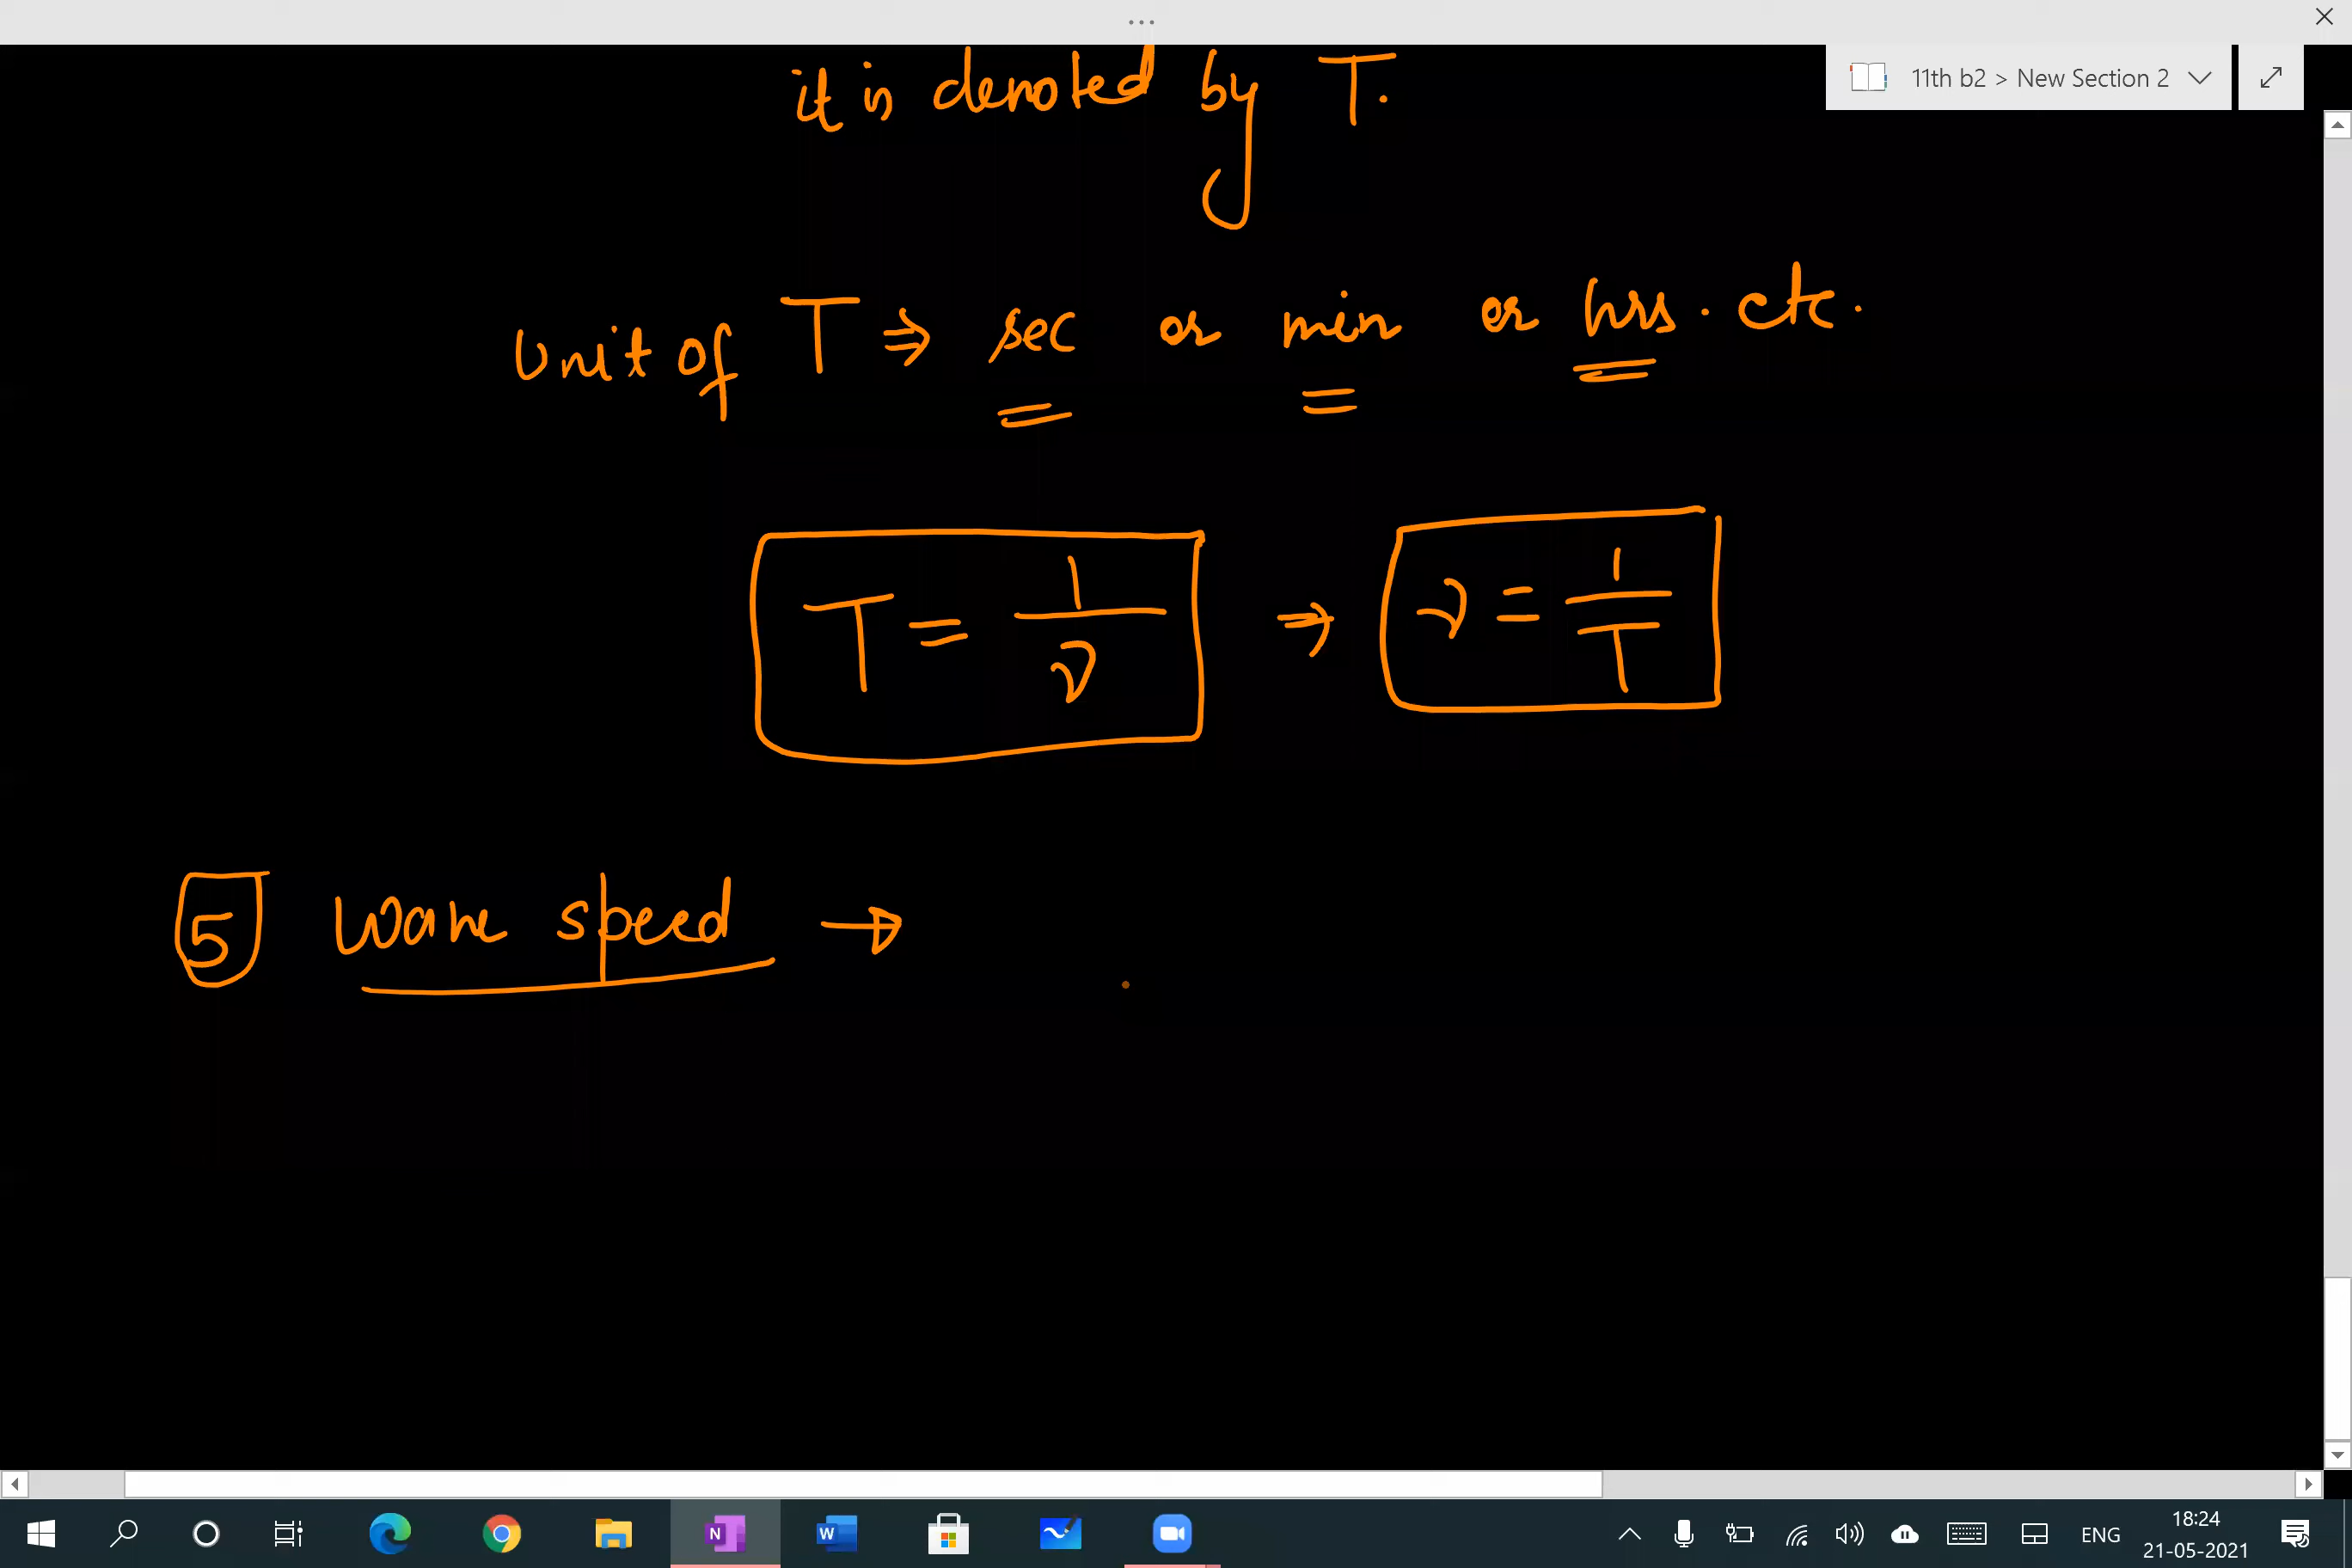 11th b2 > New Section 2
it is denoted by T.
Unit of T ⇒ sec or min or hrs. etc.
T = 1/ν ⇒ ν = 1/T
5 Wave speed →
ENG
18:24
21-05-2021